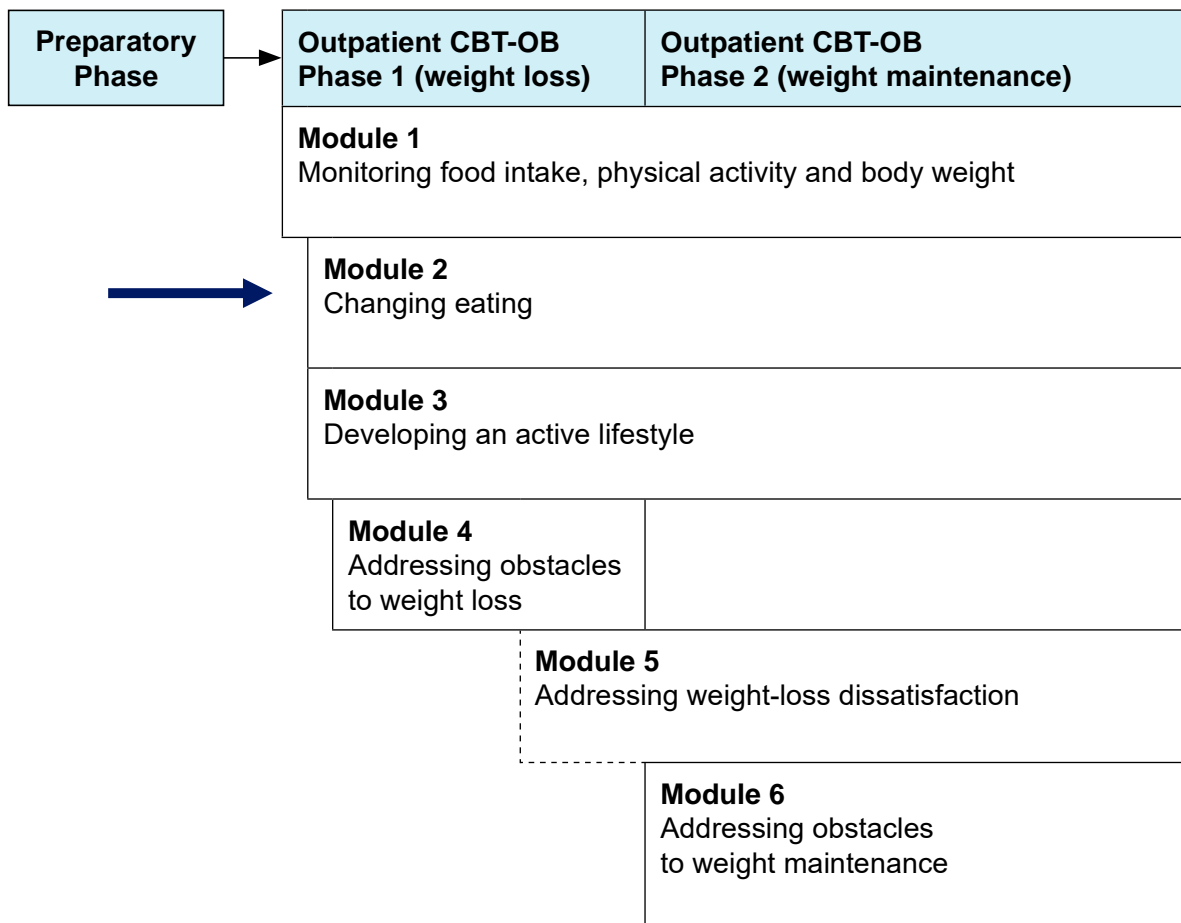 Preparatory
Phase
Outpatient CBT-OB
Phase 1 (weight loss)
Outpatient CBT-OB
Phase 2 (weight maintenance)
Module 1
Monitoring food intake, physical activity and body weight
Module 2
Changing eating
Module 3
Developing an active lifestyle
Module 4
Addressing obstacles
to weight loss
Module 5
Addressing weight-loss dissatisfaction
Module 6
Addressing obstacles
to weight maintenance